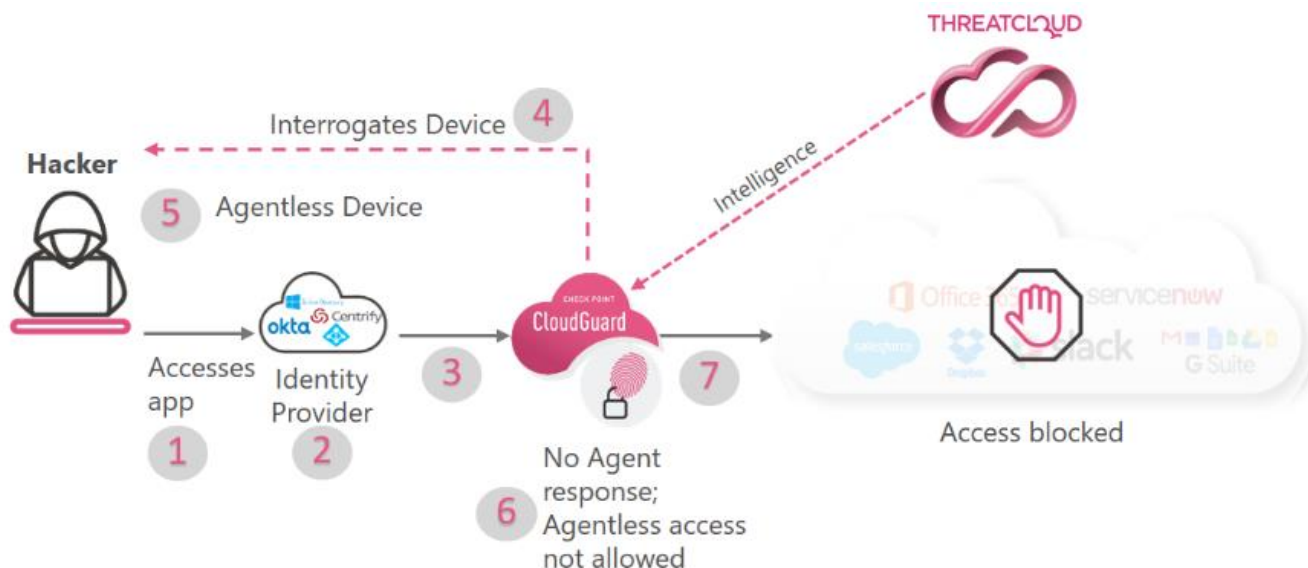 THREATCLOUD
Interrogates Device
4
Hacker
Intelligence
5
Agentless Device
CHECK POINT
CloudGuard
okta
Centrify
Office 365
servicenow
salesforce
Dropbox
slack
G Suite
Accesses
app
1
Identity
Provider
2
3
7
Access blocked
6
No Agent
response;
Agentless access
not allowed